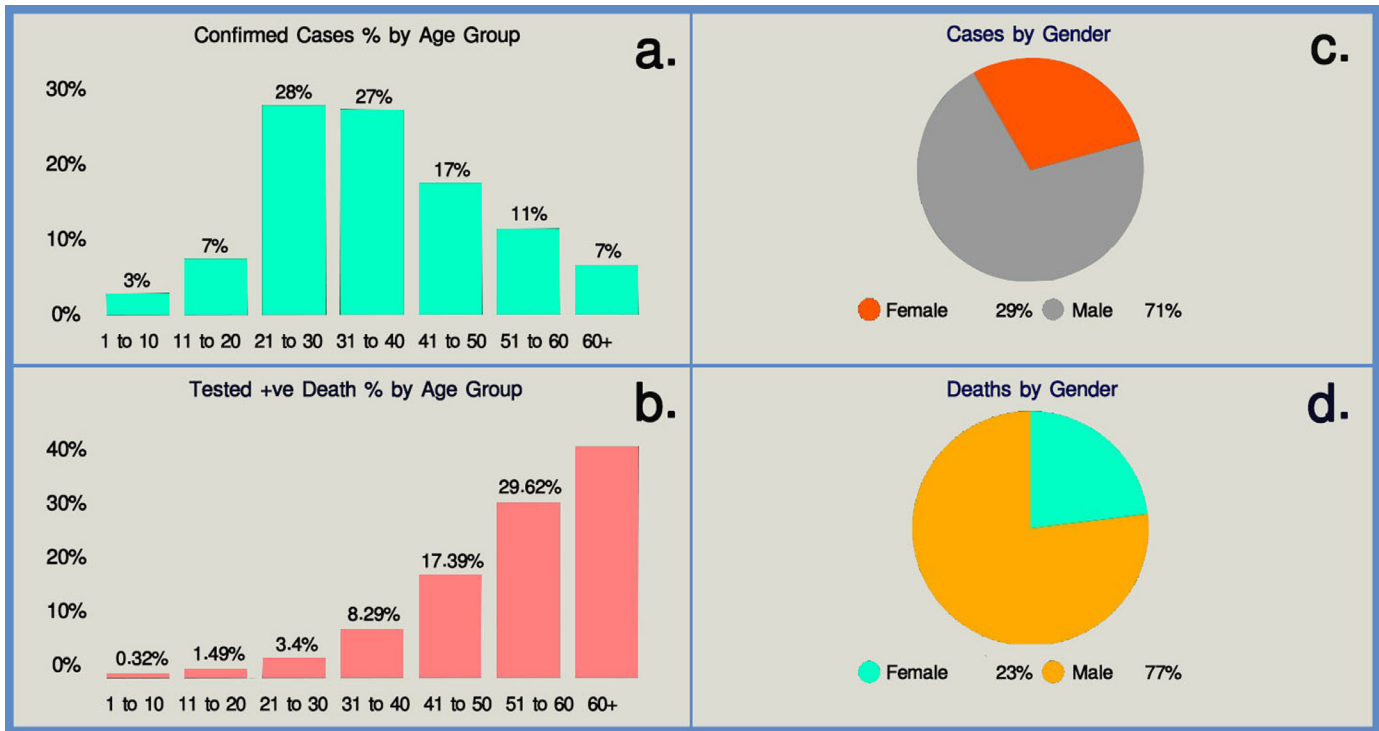 Confirmed Cases % by Age Group
a.
30%
20%
10%
0%
3%
7%
28%
27%
17%
11%
7%
1 to 10 11 to 20 21 to 30 31 to 40 41 to 50 51 to 60 60+
Cases by Gender
c.
Female 29% Male 71%
Tested +ve Death % by Age Group
b.
40%
30%
20%
10%
0%
0.32%
1.49%
3.4%
8.29%
17.39%
29.62%
1 to 10 11 to 20 21 to 30 31 to 40 41 to 50 51 to 60 60+
Deaths by Gender
d.
Female 23% Male 77%